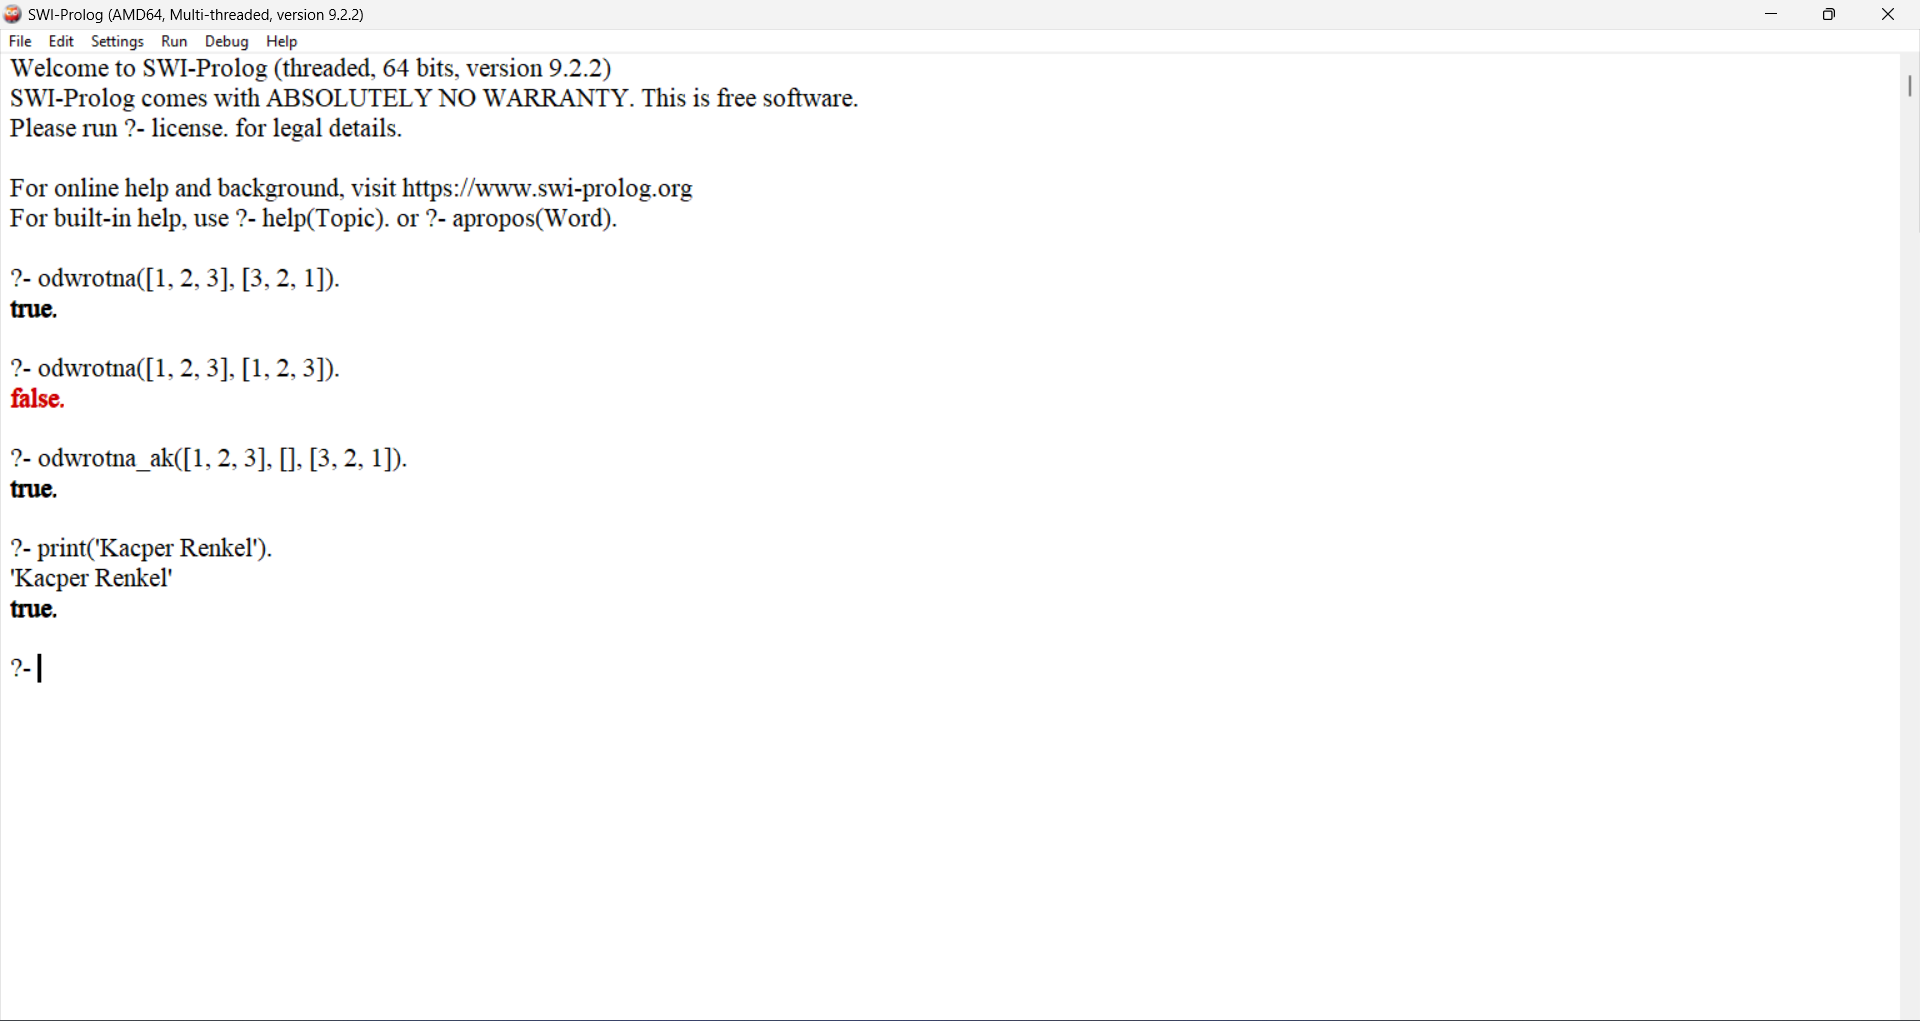 SWI-Prolog (AMD64, Multi-threaded, version 9.2.2)
File Edit Settings Run Debug Help
Welcome to SWI-Prolog (threaded, 64 bits, version 9.2.2)
SWI-Prolog comes with ABSOLUTELY NO WARRANTY. This is free software.
Please run ?- license. for legal details.
For online help and background, visit https://www.swi-prolog.org
For built-in help, use ?- help(Topic). or ?- apropos(Word).
?- odwrotna([1, 2, 3], [3, 2, 1]).
true.
?- odwrotna([1, 2, 3], [1, 2, 3]).
false.
?- odwrotna_ak([1, 2, 3], [], [3, 2, 1]).
true.
?- print('Kacper Renkel').
'Kacper Renkel'
true.
?-